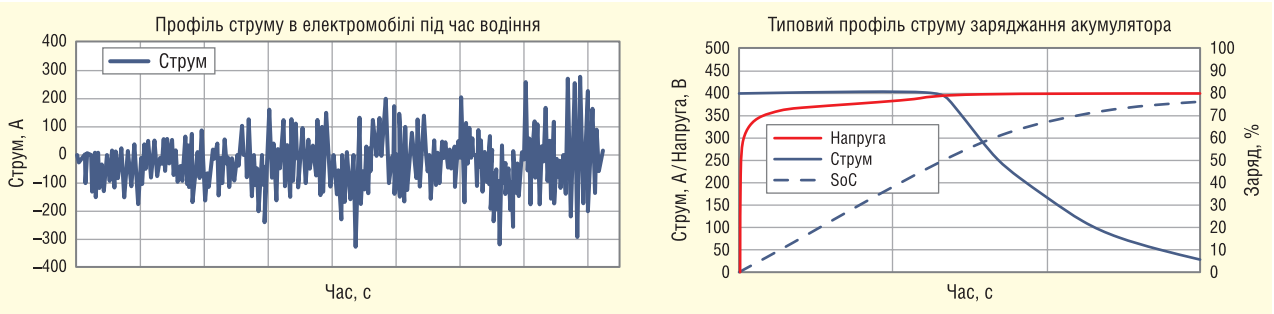 Профіль струму в електромобілі під час водіння
400
300
200
100
0
–100
–200
–300
–400
Струм, А
Струм
Час, с
Типовий профіль струму заряджання акумулятора
500
450
400
350
300
250
200
150
100
50
0
Струм, А / Напруга, В
Напруга
Струм
SoC
100
90
80
70
60
50
40
30
20
10
0
Заряд, %
Час, с